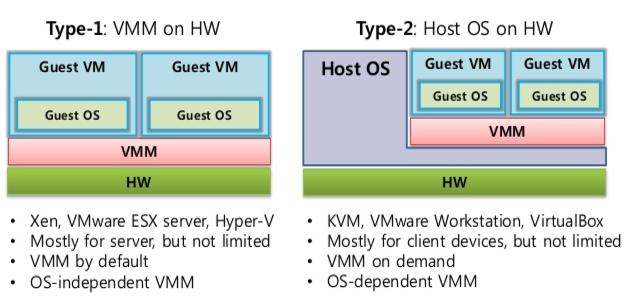 Type-1: VMM on HW
Guest VM
Guest VM
Guest OS
Guest OS
VMM
HW
• Xen, VMware ESX server, Hyper-V
• Mostly for server, but not limited
• VMM by default
• OS-independent VMM
Type-2: Host OS on HW
Host OS
Guest VM
Guest VM
Guest OS
Guest OS
VMM
HW
• KVM, VMware Workstation, VirtualBox
• Mostly for client devices, but not limited
• VMM on demand
• OS-dependent VMM